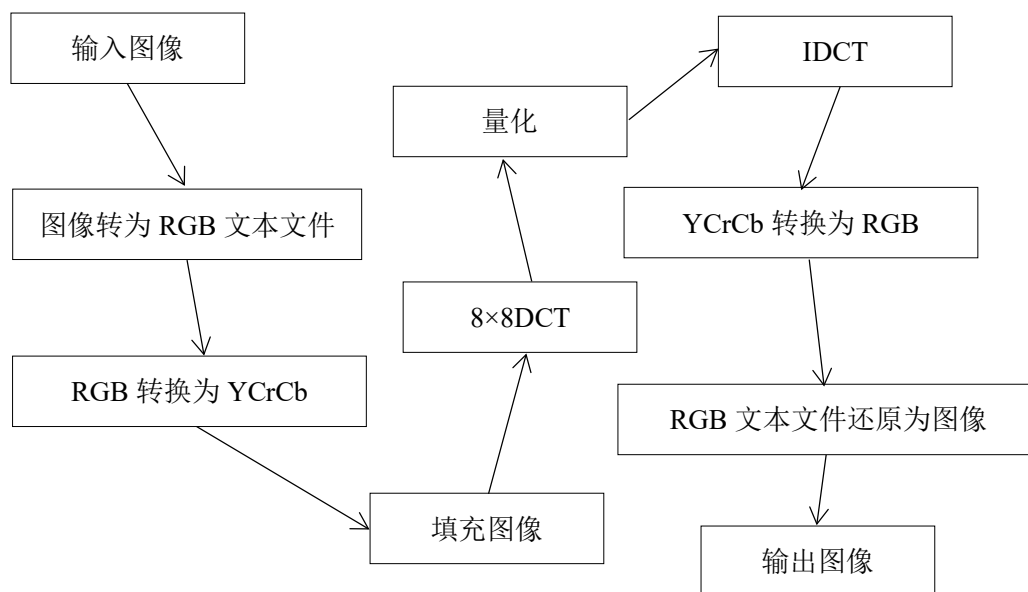 输入图像
图像转为 RGB 文本文件
RGB 转换为 YCrCb
填充图像
8×8DCT
量化
IDCT
YCrCb 转换为 RGB
RGB 文本文件还原为图像
输出图像